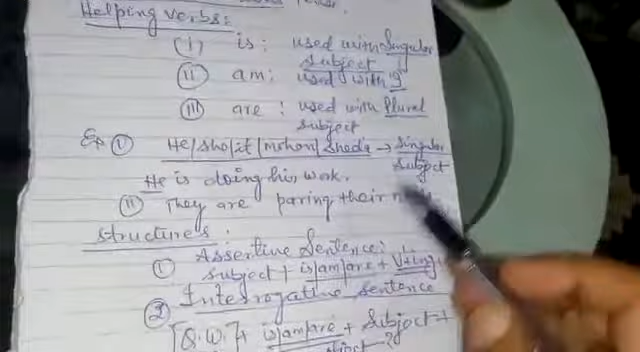 Helping Verbs:
(i) is: used with Singular
subject
(ii) am: used with I
(iii) are: used with Plural
subject
Ex ① He/She/it/mohan/ → Singular
subject
He is doing his work.
(ii) They are their
structures:
Assertive Sentence:
① subject + is/am/are +
② Interrogative sentence
[Q.W.] + is/am/are + Subject +